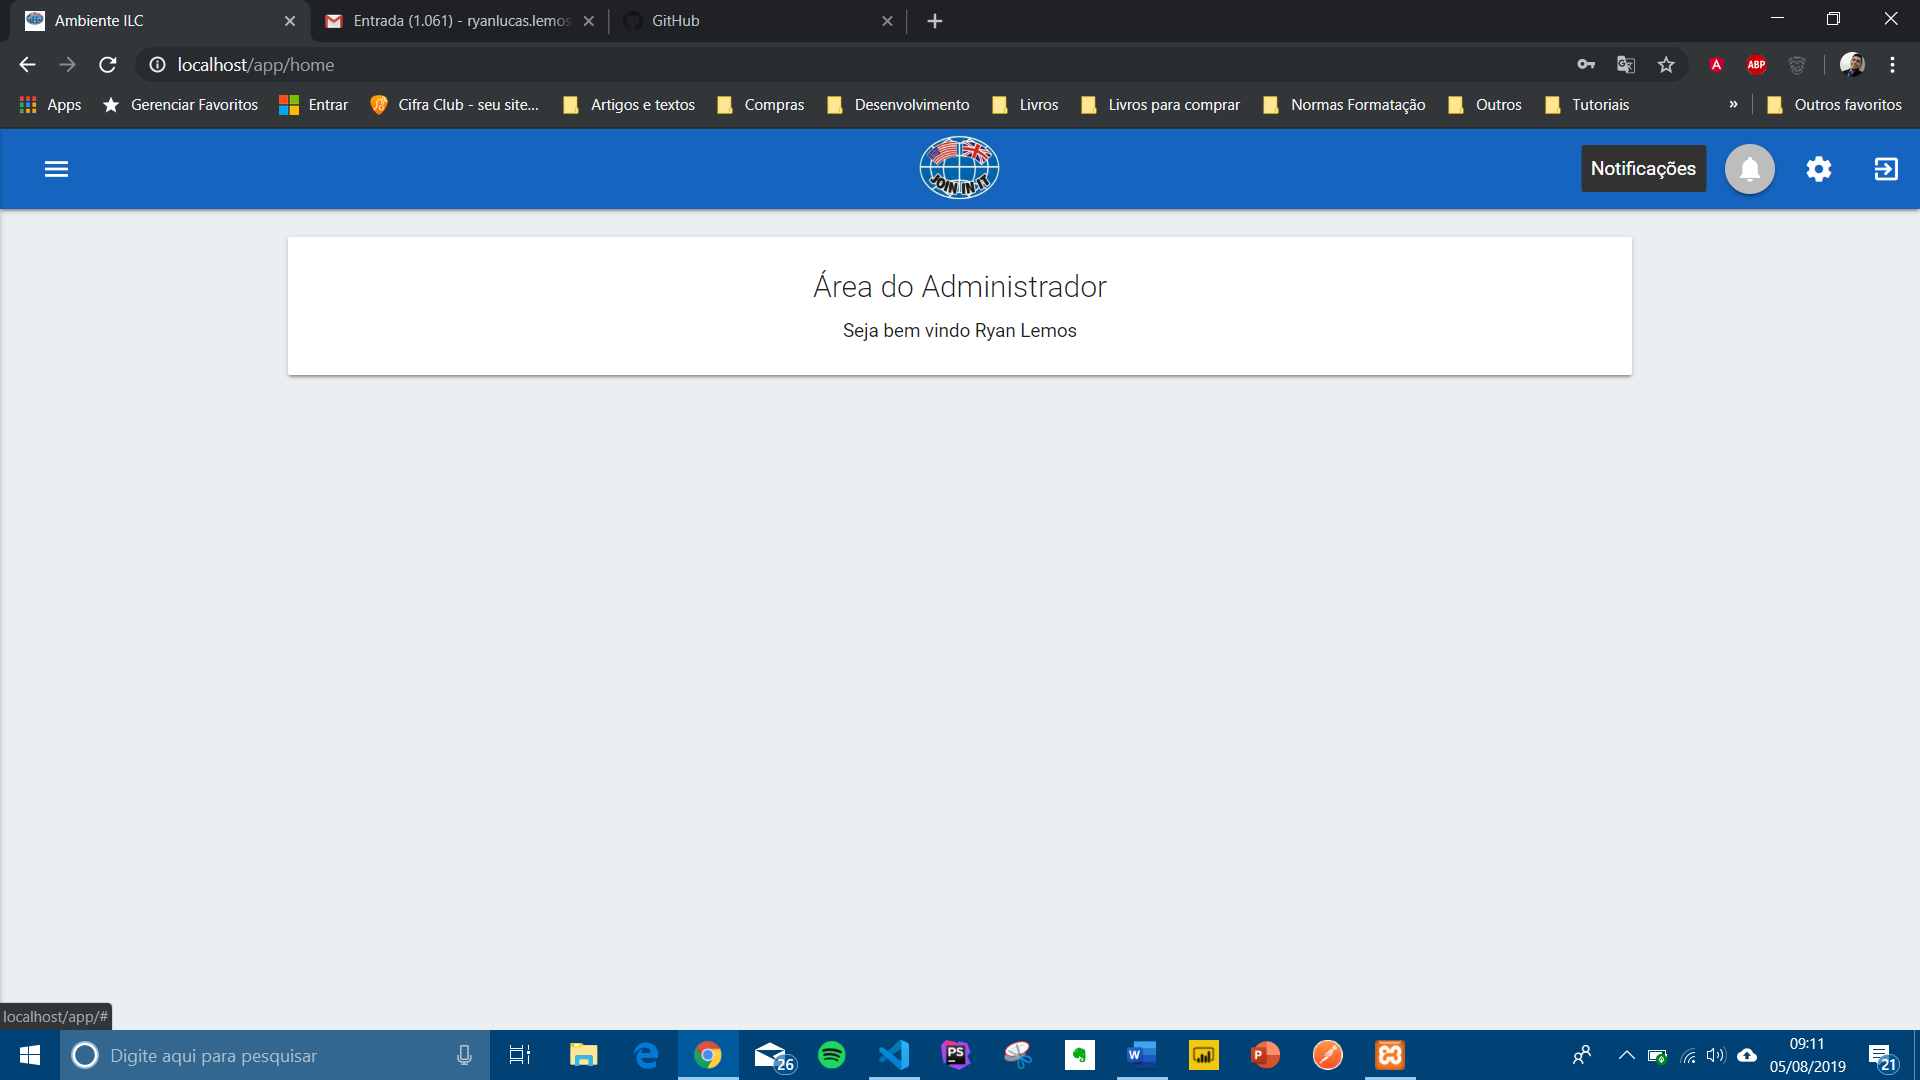 Ambiente ILC
Entrada (1.061) - ryanlucas.lemos
GitHub
localhost/app/home
ABP
Apps
Gerenciar Favoritos
Entrar
Cifra Club - seu site...
Artigos e textos
Compras
Desenvolvimento
Livros
Livros para comprar
Normas Formatação
Outros
Tutoriais
»
Outros favoritos
JOIN IN IT
Notificações
Área do Administrador
Seja bem vindo Ryan Lemos
localhost/app/#
Digite aqui para pesquisar
26
PS
W
P
09:11
05/08/2019
21